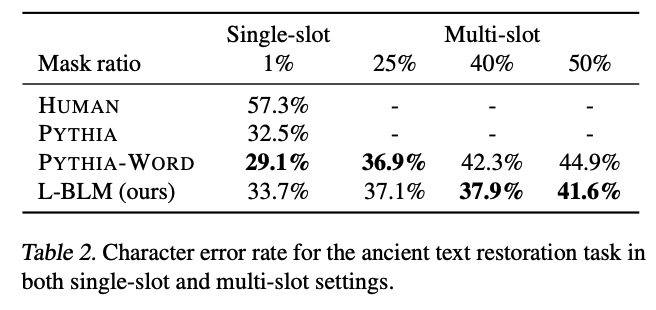 Single-slot Multi-slot
Mask ratio 1% 25% 40% 50%
HUMAN 57.3% - - -
PYTHIA 32.5% - - -
PYTHIA-WORD 29.1% 36.9% 42.3% 44.9%
L-BLM (ours) 33.7% 37.1% 37.9% 41.6%
Table 2. Character error rate for the ancient text restoration task in
both single-slot and multi-slot settings.